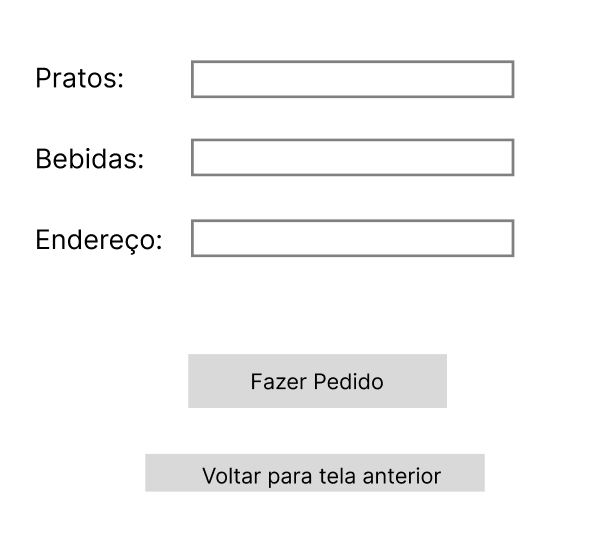 Pratos:
Bebidas:
Endereço:
Fazer Pedido
Voltar para tela anterior